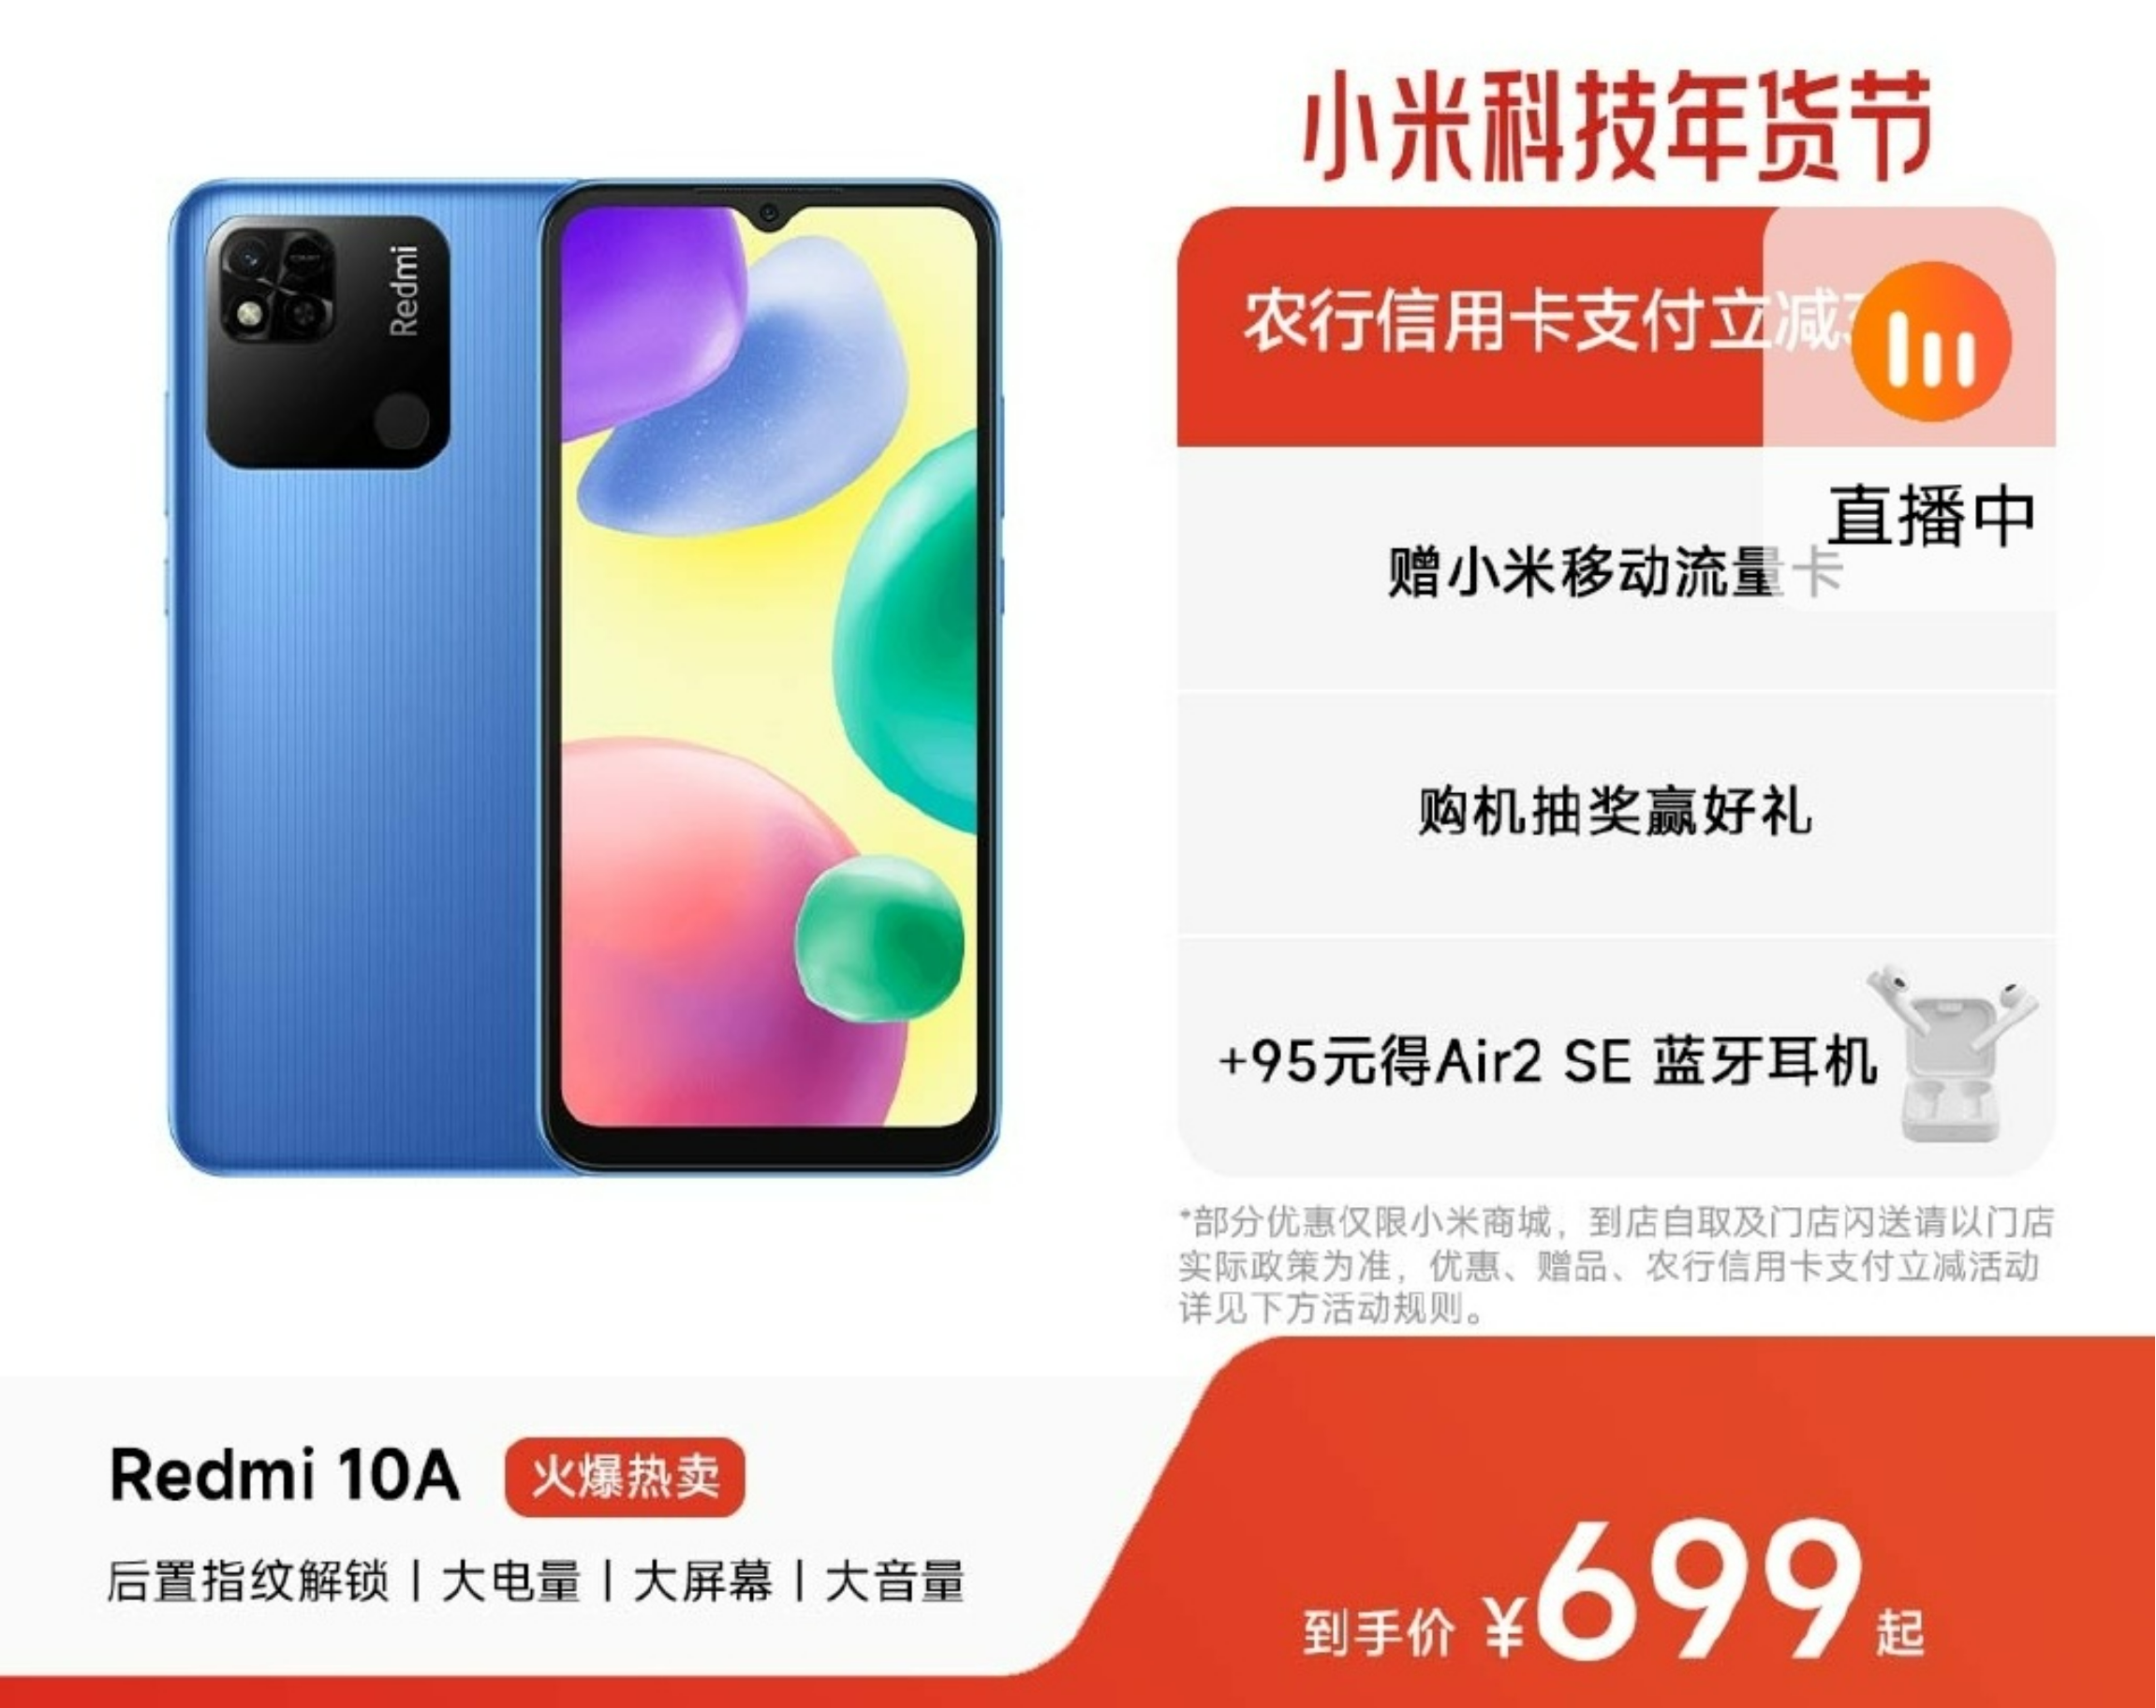 小米科技年货节
Redmi
农行信用卡支付立减
直播中
赠小米移动流量卡
购机抽奖赢好礼
+95元得Air2 SE 蓝牙耳机
*部分优惠仅限小米商城，到店自取及门店闪送请以门店
实际政策为准，优惠、赠品、农行信用卡支付立减活动
详见下方活动规则。
Redmi 10A 火爆热卖
后置指纹解锁 | 大电量 | 大屏幕 | 大音量
到手价 ¥699起